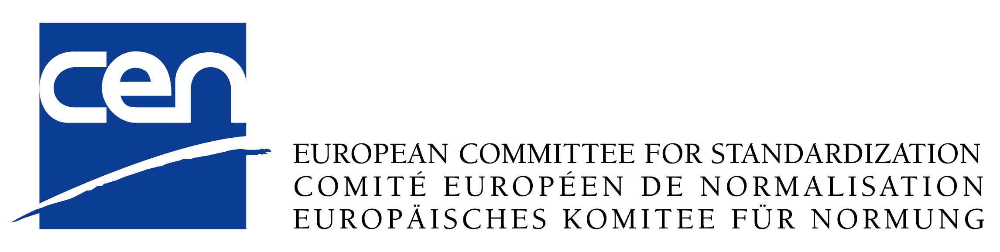 cen
EUROPEAN COMMITTEE FOR STANDARDIZATION
COMITÉ EUROPÉEN DE NORMALISATION
EUROPÄISCHES KOMITEE FÜR NORMUNG